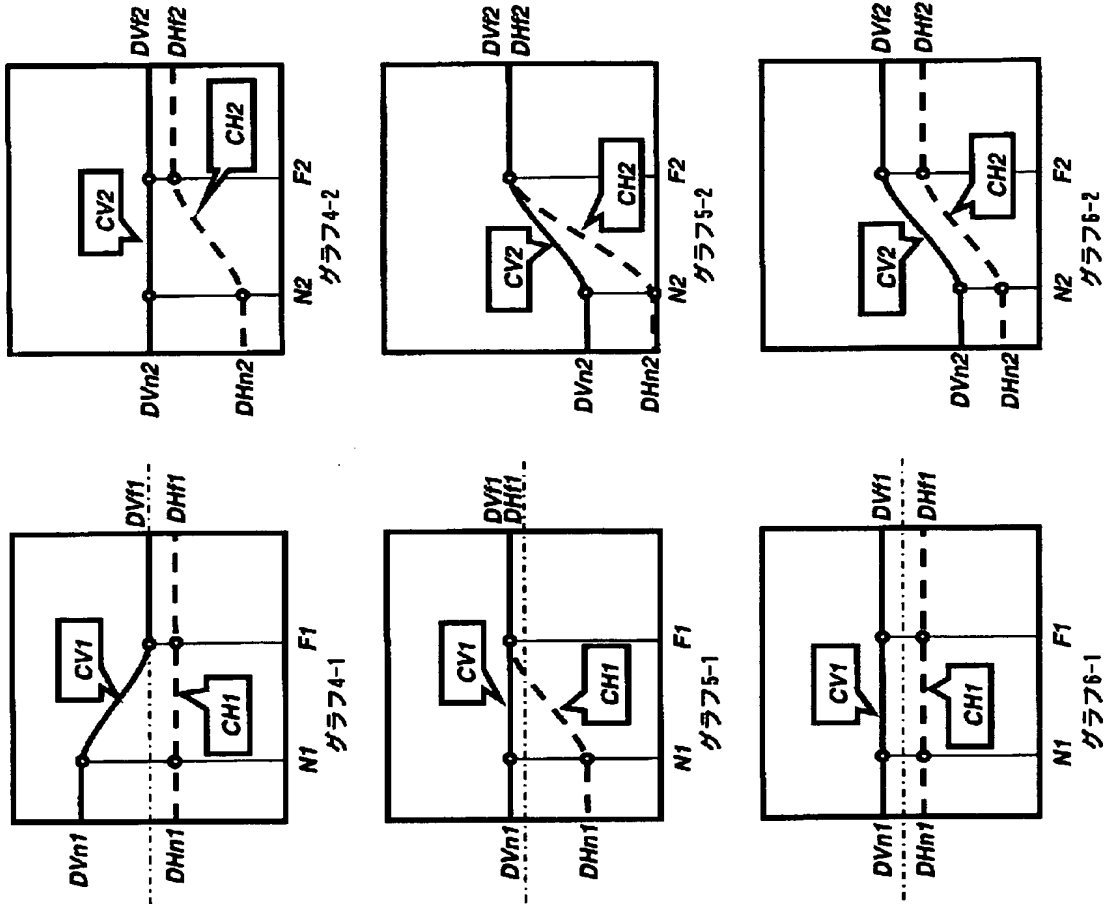 DVn1
DHn1
CV1
CH1
DVf1
DHf1
N1
F1
グラフ4-1
DVn2
DHn2
CV2
CH2
DVf2
DHf2
N2
F2
グラフ4-2
DVn1
DHn1
CV1
CH1
DVf1
DHf1
N1
F1
グラフ5-1
DVn2
DHn2
CV2
CH2
DVf2
DHf2
N2
F2
グラフ5-2
DVn1
DHn1
CV1
CH1
DVf1
DHf1
N1
F1
グラフ6-1
DVn2
DHn2
CV2
CH2
DVf2
DHf2
N2
F2
グラフ6-2